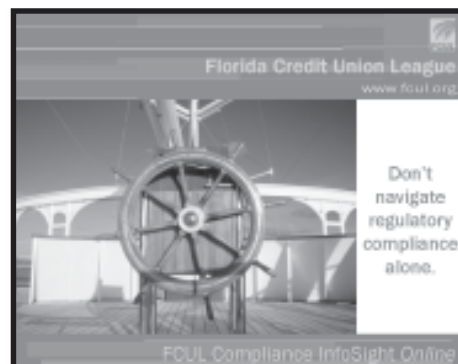 Florida Credit Union League
www.fcul.org
Don't
navigate
regulatory
compliance
alone.
FCUL Compliance InfoSight Online